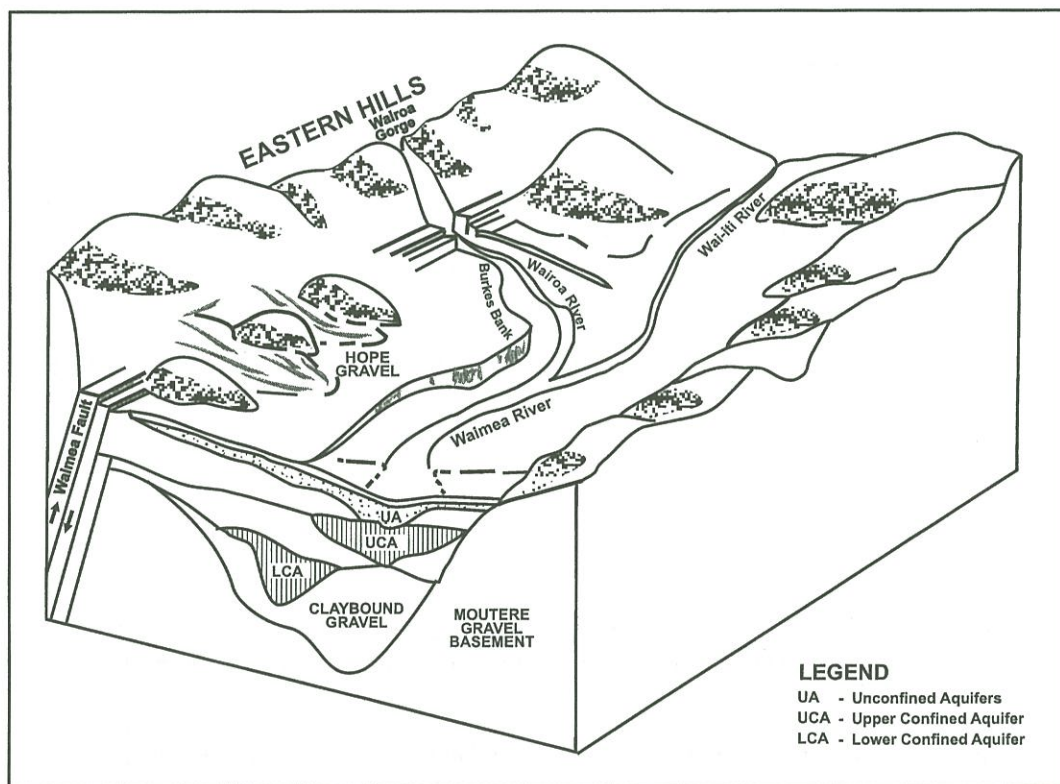 EASTERN HILLS
Wairoa
Gorge
Wai-iti River
Wairoa River
Burkes Bank
HOPE
GRAVEL
Waimea River
Waimea Fault
UA
UCA
LCA
CLAYBOUND
GRAVEL
MOUTERE
GRAVEL
BASEMENT
LEGEND
UA - Unconfined Aquifers
UCA - Upper Confined Aquifer
LCA - Lower Confined Aquifer